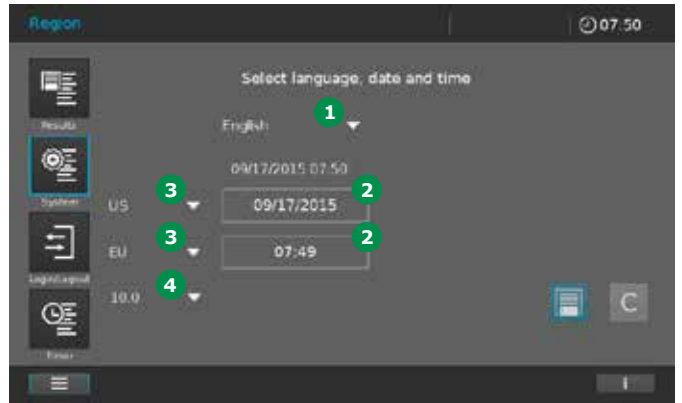 Region
07:50
Select language, date and time
Results
1
English
09/17/2015 07:50
System
3
2
US
09/17/2015
3
2
EU
07:49
Login/Logout
4
10.0
C
Timer
i